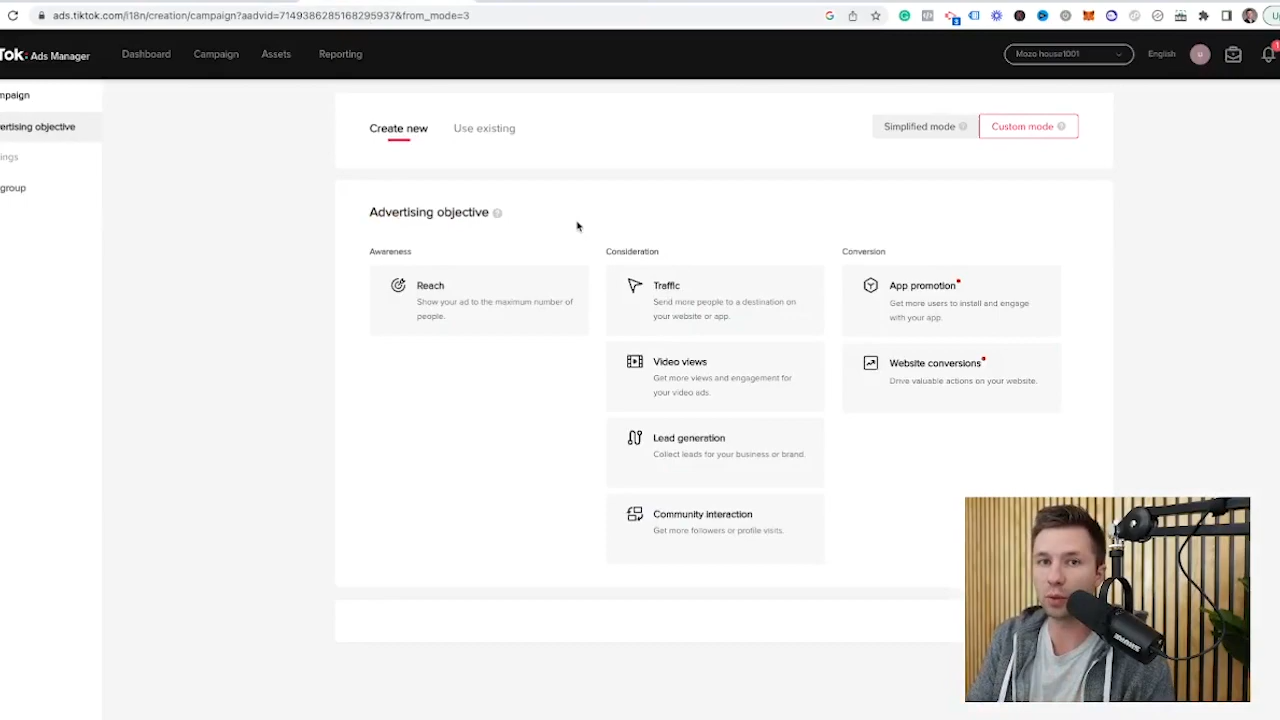 ads.tiktok.com/i18n/creation/campaign?aadvid=7149386285168295937&from_mode=3
Tok: Ads Manager
Dashboard
Campaign
Assets
Reporting
Mozo house1001
English
u
mpaign
ertising objective
ings
group
Create new
Use existing
Simplified mode
Custom mode
Advertising objective
Awareness
Reach
Show your ad to the maximum number of
people.
Consideration
Traffic
Send more people to a destination on
your website or app.
Video views
Get more views and engagement for
your video ads.
Lead generation
Collect leads for your business or brand.
Community interaction
Get more followers or profile visits.
Conversion
App promotion
Get more users to install and engage
with your app.
Website conversions
Drive valuable actions on your website.